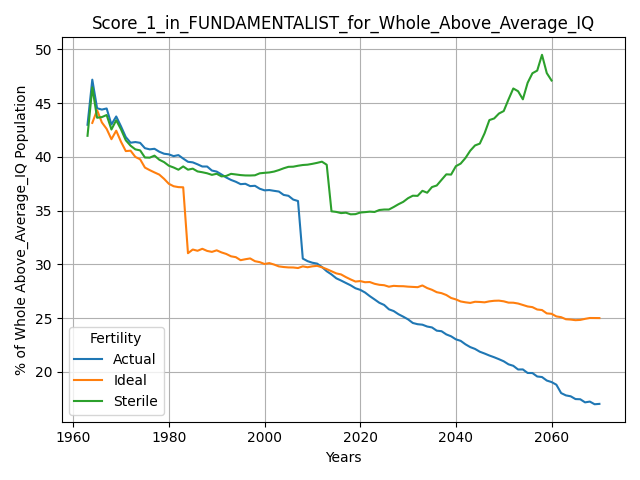 Score_1_in_FUNDAMENTALIST_for_Whole_Above_Average_IQ
% of Whole Above_Average_IQ Population
50
45
40
35
30
25
20
Fertility
Actual
Ideal
Sterile
1960
1980
2000
2020
2040
2060
Years